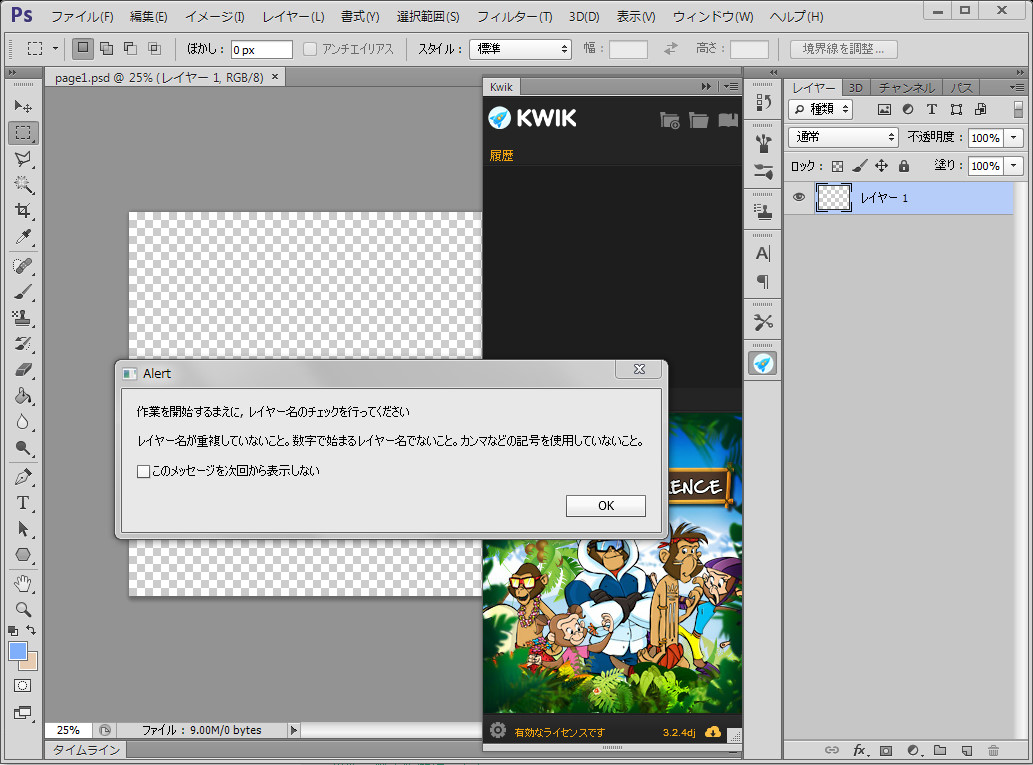 Ps ファイル(F) 編集(E) イメージ(I) レイヤー(L) 書式(Y) 選択範囲(S) フィルター(T) 3D(D) 表示(V) ウィンドウ(W) ヘルプ(H)
ぼかし : 0 px アンチエイリアス スタイル : 標準 幅 : 高さ : 境界線を調整...
page1.psd @ 25% (レイヤー 1, RGB/8) ×
Kwik
KWIK
履歴
レイヤー 3D チャンネル パス
種類
通常 不透明度 : 100%
ロック : 塗り : 100%
レイヤー 1
Alert
作業を開始するまえに, レイヤー名のチェックを行ってください
レイヤー名が重複していないこと。数字で始まるレイヤー名でないこと。カンマなどの記号を使用していないこと。
このメッセージを次回から表示しない
OK
ENCE
25% ファイル : 9.00M/0 bytes
有効なライセンスです 3.2.4dj
タイムライン